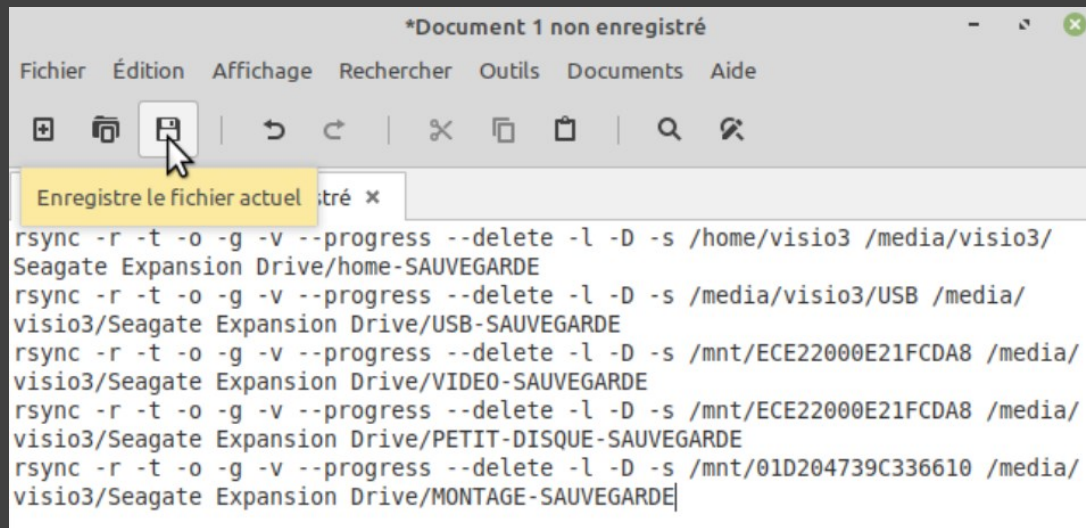 *Document 1 non enregistré
Fichier Édition Affichage Rechercher Outils Documents Aide
Enregistre le fichier actuel
stré ×
rsync -r -t -o -g -v --progress --delete -l -D -s /home/visio3 /media/visio3/
Seagate Expansion Drive/home-SAUVEGARDE
rsync -r -t -o -g -v --progress --delete -l -D -s /media/visio3/USB /media/
visio3/Seagate Expansion Drive/USB-SAUVEGARDE
rsync -r -t -o -g -v --progress --delete -l -D -s /mnt/ECE22000E21FCDA8 /media/
visio3/Seagate Expansion Drive/VIDEO-SAUVEGARDE
rsync -r -t -o -g -v --progress --delete -l -D -s /mnt/ECE22000E21FCDA8 /media/
visio3/Seagate Expansion Drive/PETIT-DISQUE-SAUVEGARDE
rsync -r -t -o -g -v --progress --delete -l -D -s /mnt/01D204739C336610 /media/
visio3/Seagate Expansion Drive/MONTAGE-SAUVEGARDE